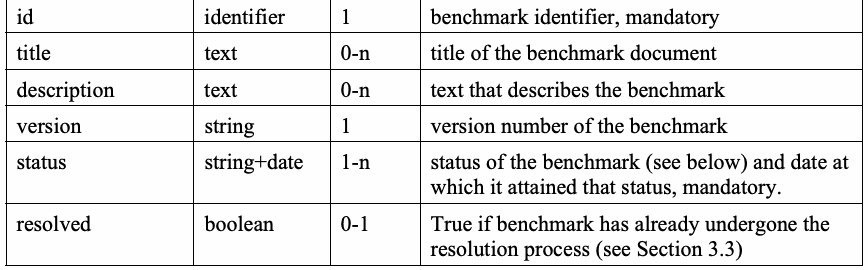 id identifier 1 benchmark identifier, mandatory
title text 0-n title of the benchmark document
description text 0-n text that describes the benchmark
version string 1 version number of the benchmark
status string+date 1-n status of the benchmark (see below) and date at
which it attained that status, mandatory.
resolved boolean 0-1 True if benchmark has already undergone the
resolution process (see Section 3.3)